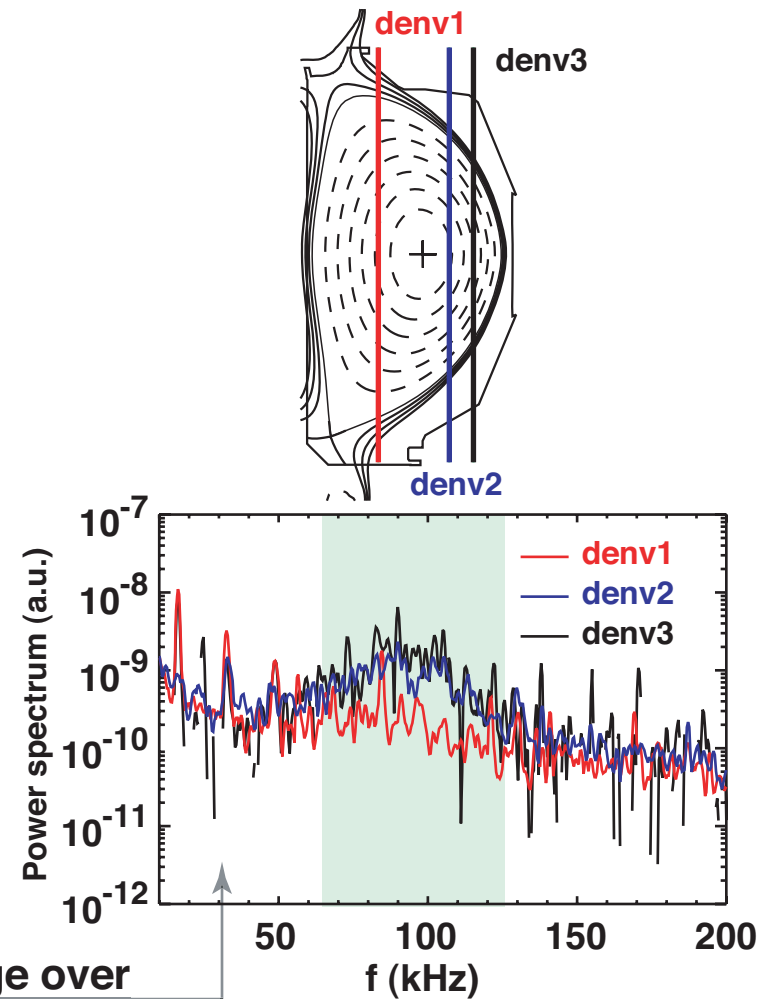 denv1
denv3
denv2
10-7
10-8
10-9
10-10
10-11
10-12
Power spectrum (a.u.)
denv1
denv2
denv3
50 100 150 200
f (kHz)
ge over